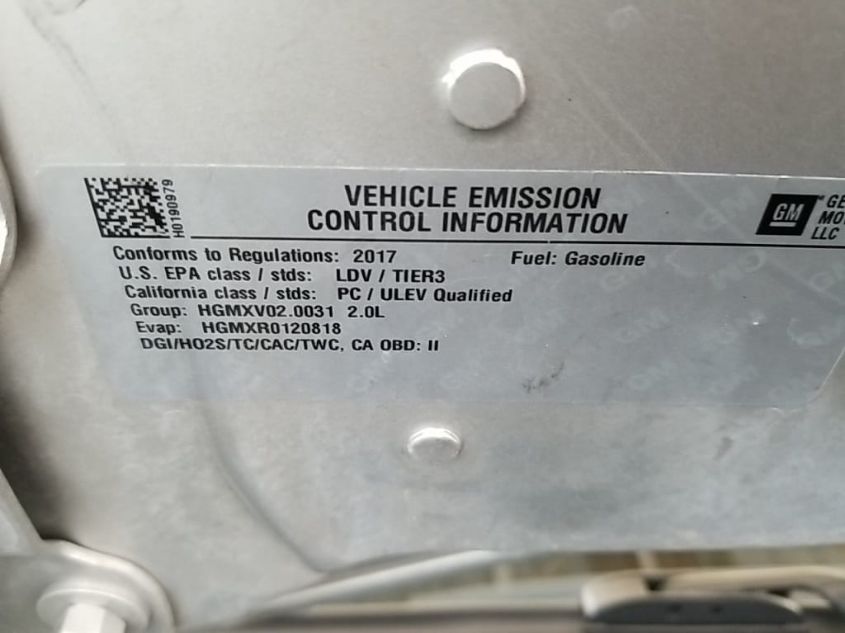 H0190979
VEHICLE EMISSION
CONTROL INFORMATION
GM
LLC
Conforms to Regulations: 2017 Fuel: Gasoline
U.S. EPA class / stds: LDV / TIER3
California class / stds: PC / ULEV Qualified
Group: HGMXV02.0031 2.0L
Evap: HGMXR0120818
DGI/HO2S/TC/CAC/TWC, CA OBD: II